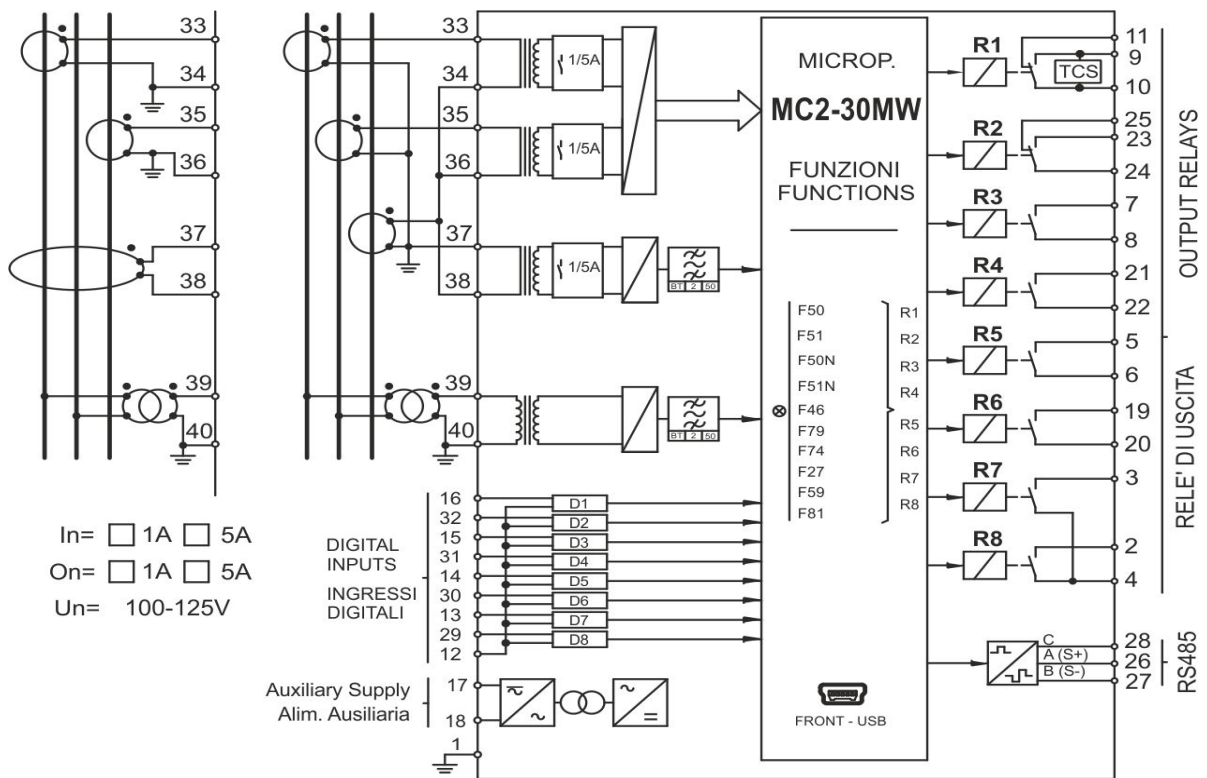 33
34
35
36
37
38
39
40
In= 1A 5A
On= 1A 5A
Un= 100-125V
33
34
35
36
37
38
39
40
1/5A
1/5A
1/5A
BT 2 50
BT 2 50
DIGITAL
INPUTS
INGRESSI
DIGITALI
16
32
15
31
14
30
13
29
12
D1
D2
D3
D4
D5
D6
D7
D8
Auxiliary Supply
Alim. Ausiliaria
17
18
1
MICROP.
MC2-30MW
FUNZIONI
FUNCTIONS
F50
F51
F50N
F51N
F46
F79
F74
F27
F59
F81
R1
R2
R3
R4
R5
R6
R7
R8
FRONT - USB
R1
R2
R3
R4
R5
R6
R7
R8
TCS
11
9
10
25
23
24
7
8
21
22
5
6
19
20
3
2
4
C
A (S+)
B (S-)
28
26
27
OUTPUT RELAYS
RELE' DI USCITA
RS485